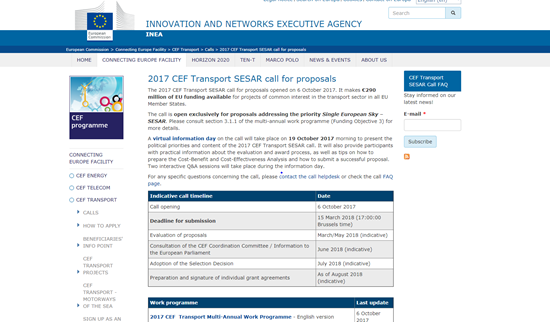 European
Commission
INNOVATION AND NETWORKS EXECUTIVE AGENCY
INEA
Search
European Commission > Connecting Europe Facility > CEF Transport > Calls > 2017 CEF Transport SESAR call for proposals
HOME CONNECTING EUROPE FACILITY HORIZON 2020 TEN-T MARCO POLO NEWS & EVENTS ABOUT US
CEF
programme
CONNECTING
EUROPE FACILITY
CEF ENERGY
CEF TELECOM
CEF TRANSPORT
CALLS
HOW TO APPLY
BENEFICIARIES'
INFO POINT
CEF
TRANSPORT
PROJECTS
CEF
TRANSPORT -
MOTORWAYS
OF THE SEA
SIGN UP AS AN
2017 CEF Transport SESAR call for proposals
The 2017 CEF Transport SESAR call for proposals opened on 6 October 2017. It makes €290
million of EU funding available for projects of common interest in the transport sector in all EU
Member States.
The call is open exclusively for proposals addressing the priority Single European Sky –
SESAR. Please consult section 3.1.1 of the multi-annual work programme (Funding Objective 3) for
more details.
A virtual information day on the call will take place on 19 October 2017 morning to present the
political priorities and content of the 2017 CEF Transport SESAR call. It will also provide participants
with practical information about the evaluation and award process, as well as tips on how to
prepare the Cost-Benefit and Cost-Effectiveness Analysis and how to submit a successful proposal.
Two interactive Q&A sessions will take place during the information day.
For any specific questions concerning the call, please contact the call helpdesk or check the call FAQ
page.
Indicative call timeline Date
Call opening 6 October 2017
Deadline for submission 15 March 2018 (17:00:00
Brussels time)
Evaluation of proposals March/May 2018 (indicative)
Consultation of the CEF Coordination Committee / Information to
the European Parliament June 2018 (indicative)
Adoption of the Selection Decision July 2018 (indicative)
Preparation and signature of individual grant agreements As of August 2018
(indicative)
Work programme Last update
2017 CEF Transport Multi-Annual Work Programme - English version 6 October
2017
CEF Transport
SESAR Call FAQ
Stay informed on our
latest news!
E-mail *
Subscribe